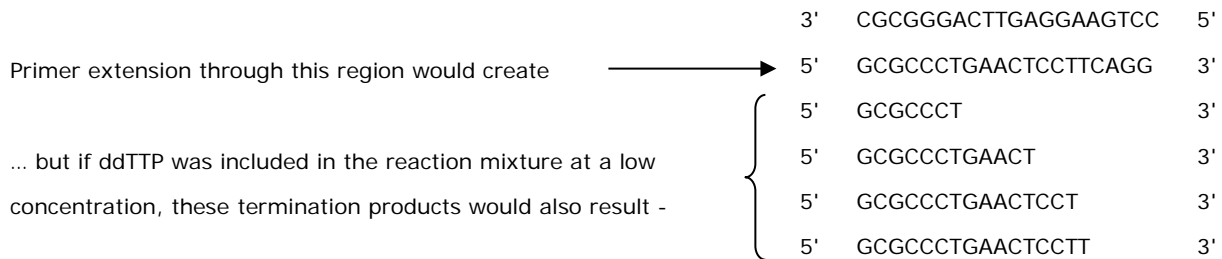 3' CGCGGGACTTGAGGAAGTCC 5'
Primer extension through this region would create 5' GCGCCCTGAACTCCTTCAGG 3'
5' GCGCCCT 3'
... but if ddTTP was included in the reaction mixture at a low 5' GCGCCCTGAACT 3'
concentration, these termination products would also result - 5' GCGCCCTGAACTCCT 3'
5' GCGCCCTGAACTCCTT 3'